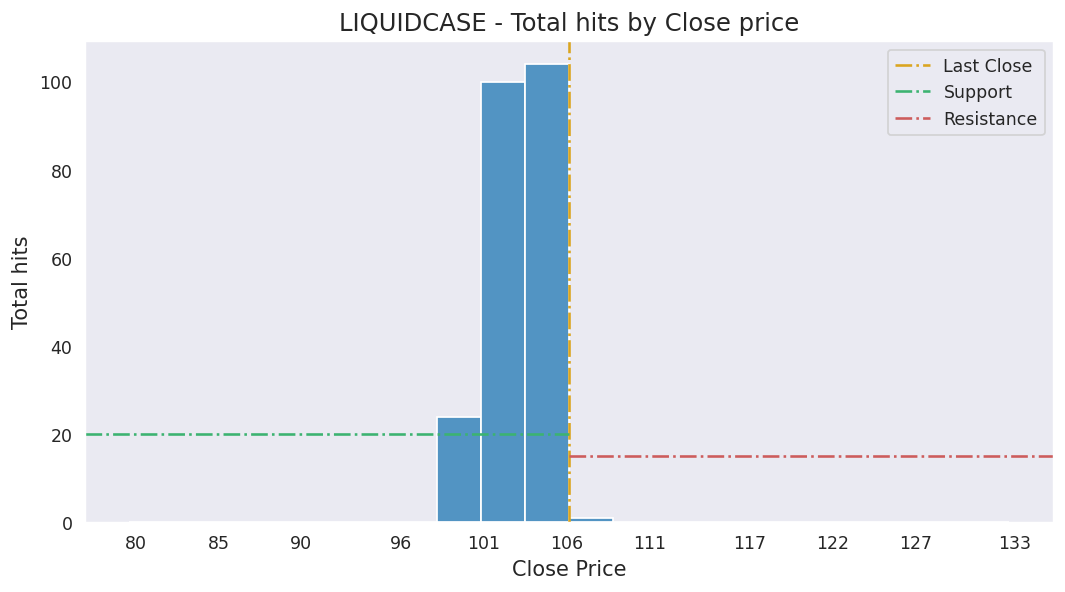 LIQUIDCASE - Total hits by Close price
Last Close
Support
Resistance
Total hits
100
80
60
40
20
0
80 85 90 96 101 106 111 117 122 127 133
Close Price